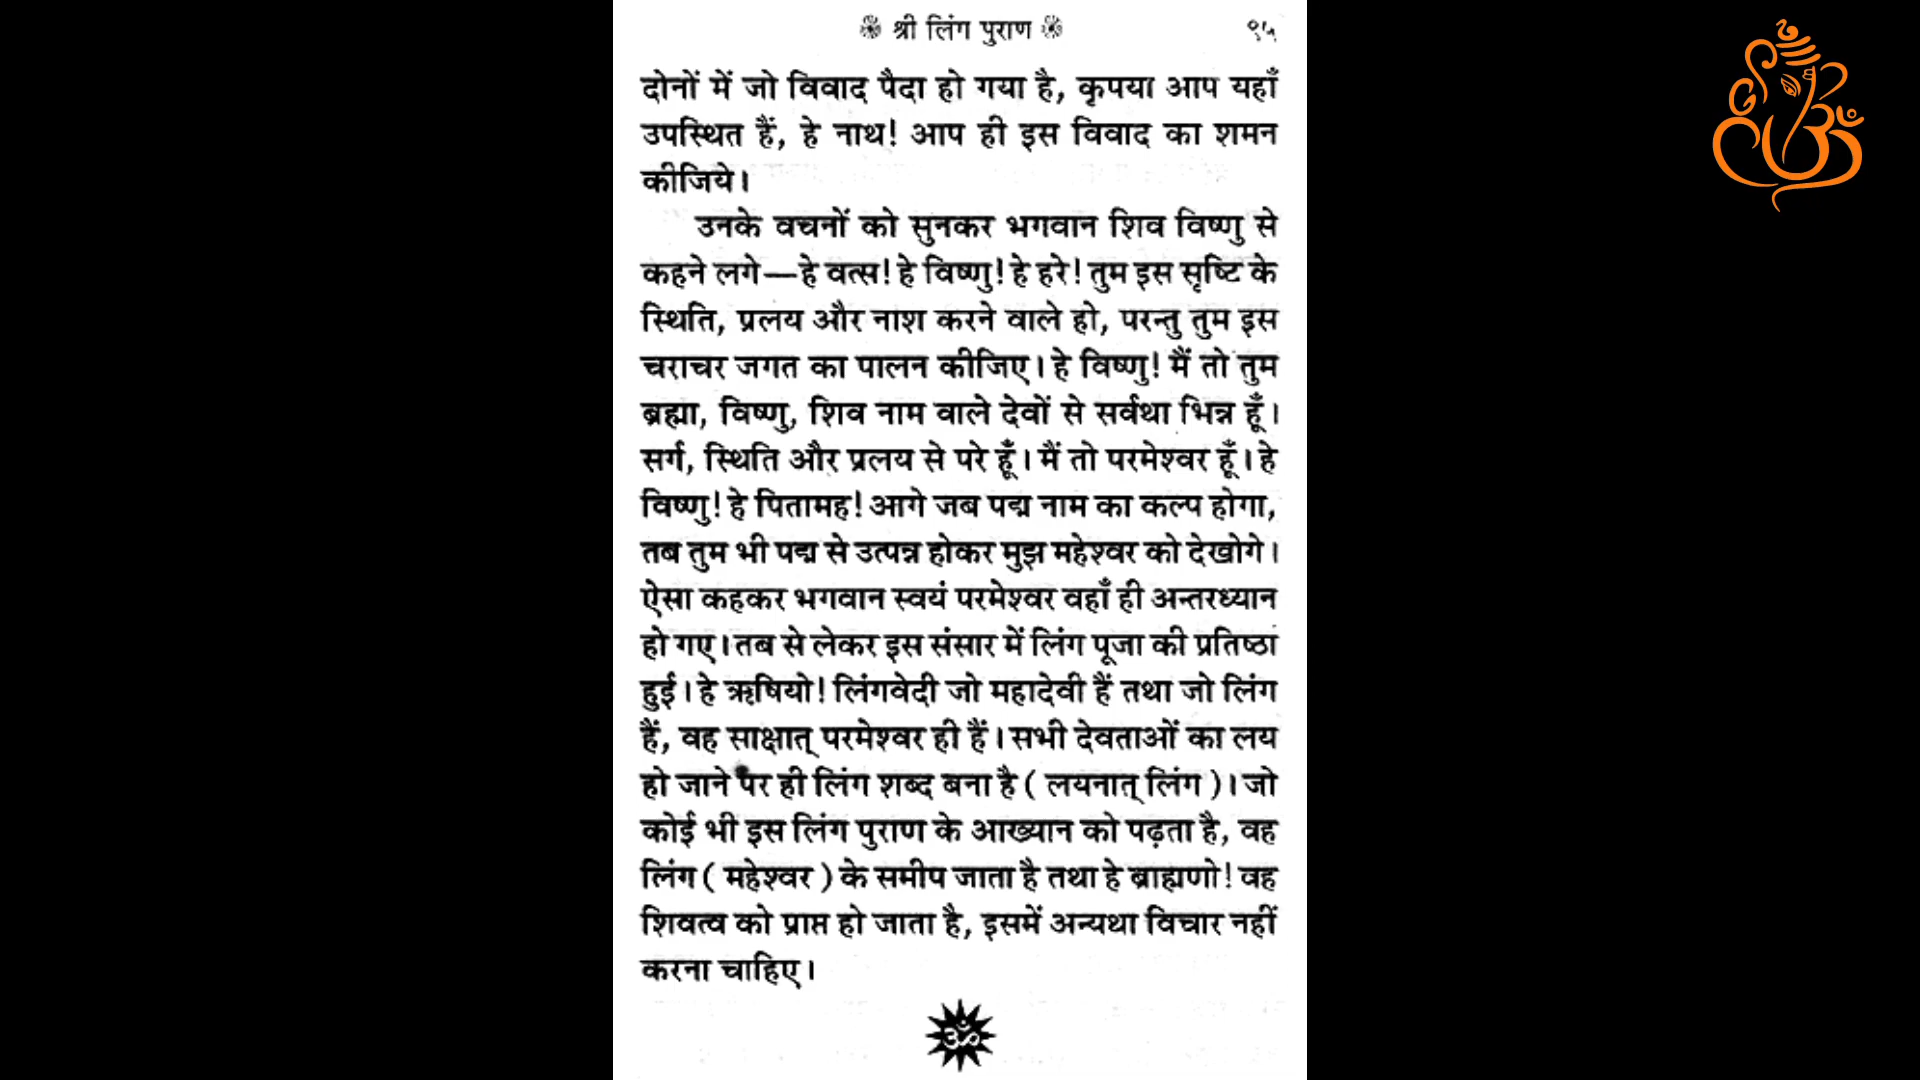 श्री लिंग पुराण ९५
दोनों में जो विवाद पैदा हो गया है, कृपया आप यहाँ
उपस्थित हैं, हे नाथ! आप ही इस विवाद का शमन
कीजिये।
उनके वचनों को सुनकर भगवान शिव विष्णु से
कहने लगे—हे वत्स! हे विष्णु! हे हरे! तुम इस सृष्टि के
स्थिति, प्रलय और नाश करने वाले हो, परन्तु तुम इस
चराचर जगत का पालन कीजिए। हे विष्णु! मैं तो तुम
ब्रह्मा, विष्णु, शिव नाम वाले देवों से सर्वथा भिन्न हूँ।
सर्ग, स्थिति और प्रलय से परे हूँ। मैं तो परमेश्वर हूँ। हे
विष्णु! हे पितामह! आगे जब पद्म नाम का कल्प होगा,
तब तुम भी पद्म से उत्पन्न होकर मुझ महेश्वर को देखोगे।
ऐसा कहकर भगवान स्वयं परमेश्वर वहाँ ही अन्तरध्यान
हो गए। तब से लेकर इस संसार में लिंग पूजा की प्रतिष्ठा
हुई। हे ऋषियो! लिंगवेदी जो महादेवी हैं तथा जो लिंग
हैं, वह साक्षात् परमेश्वर ही हैं। सभी देवताओं का लय
हो जाने पर ही लिंग शब्द बना है ( लयनात् लिंग )। जो
कोई भी इस लिंग पुराण के आख्यान को पढ़ता है, वह
लिंग ( महेश्वर ) के समीप जाता है तथा हे ब्राह्मणो! वह
शिवत्व को प्राप्त हो जाता है, इसमें अन्यथा विचार नहीं
करना चाहिए।
ॐ